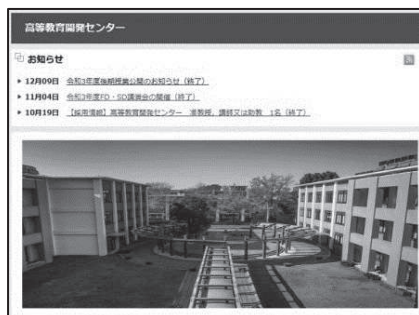 高等教育開発センター
お知らせ
12月09日 令和3年度後期授業公開のお知らせ（終了）
11月04日 令和3年度FD・SD講演会の開催（終了）
10月19日 【採用情報】高等教育開発センター 准教授，講師又は助教 1名（終了）